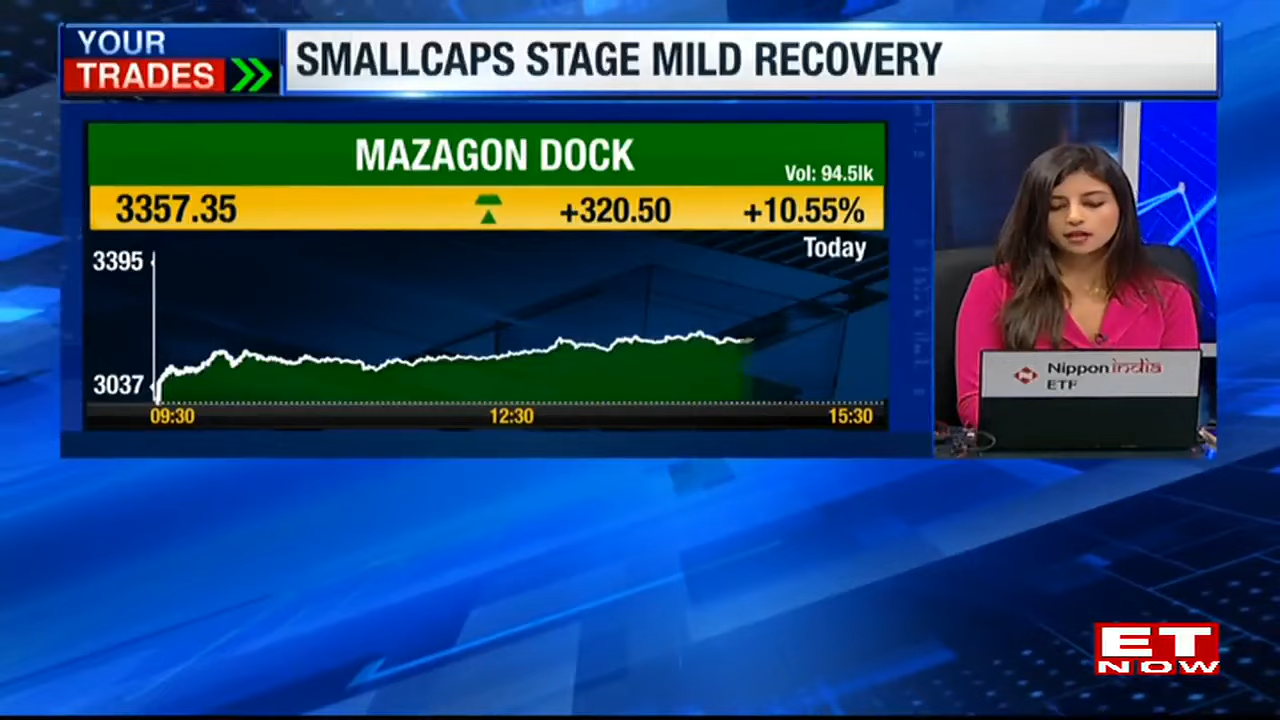 YOUR
TRADES
SMALLCAPS STAGE MILD RECOVERY
MAZAGON DOCK
Vol: 94.5lk
3357.35 +320.50 +10.55%
Today
3395
3037
09:30 12:30 15:30
Nippon india
ETF
ET
NOW